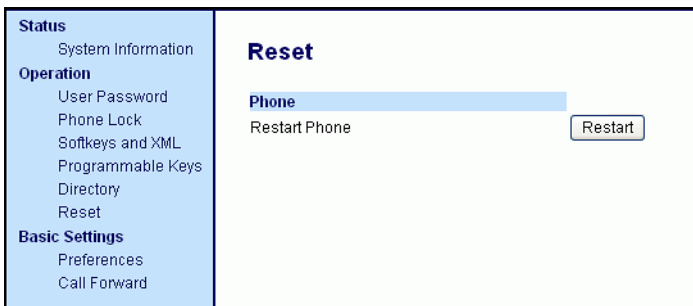 Status
System Information
Operation
User Password
Phone Lock
Softkeys and XML
Programmable Keys
Directory
Reset
Basic Settings
Preferences
Call Forward
Reset
Phone
Restart Phone
Restart